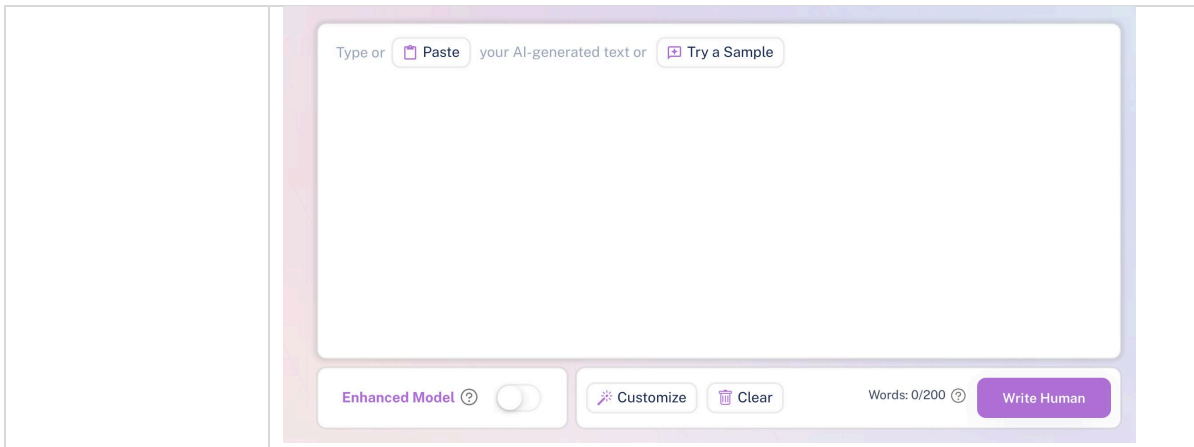 Type or Paste your AI-generated text or Try a Sample
Enhanced Model ? Customize Clear Words: 0/200 ? Write Human